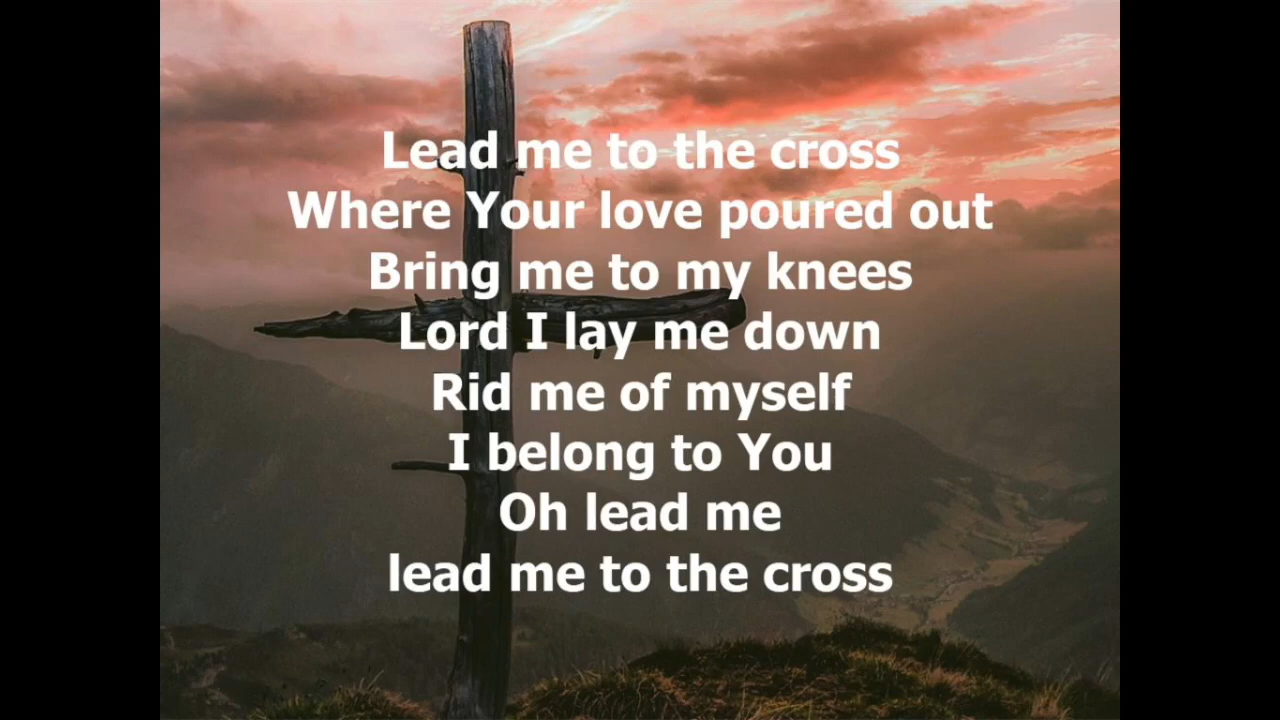 Lead me to the cross
Where Your love poured out
Bring me to my knees
Lord I lay me down
Rid me of myself
I belong to You
Oh lead me
lead me to the cross